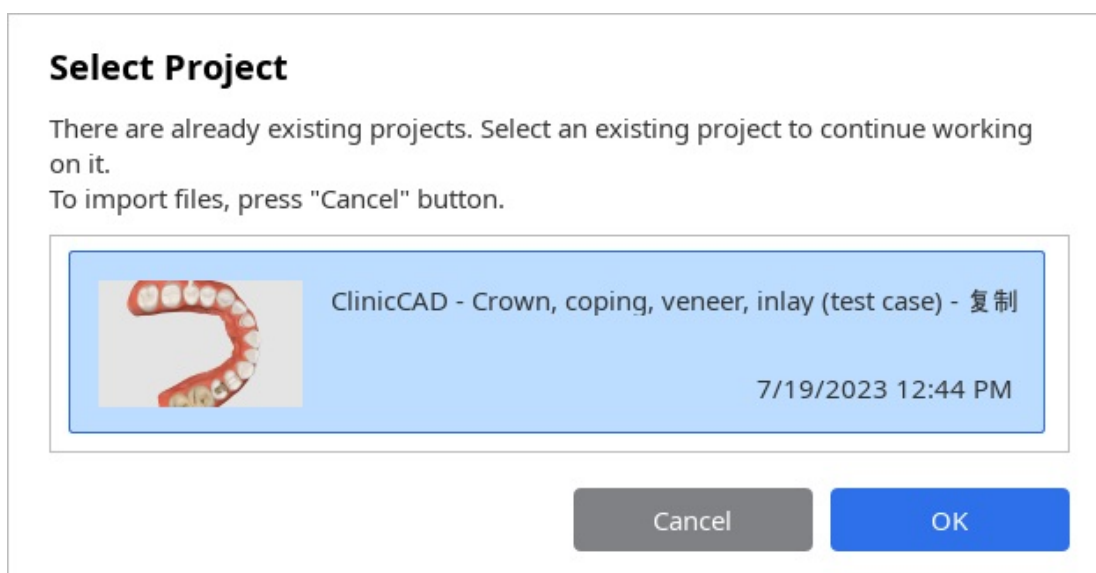 Select Project
There are already existing projects. Select an existing project to continue working
on it.
To import files, press "Cancel" button.
ClinicCAD - Crown, coping, veneer, inlay (test case) - 复制
7/19/2023 12:44 PM
Cancel
OK